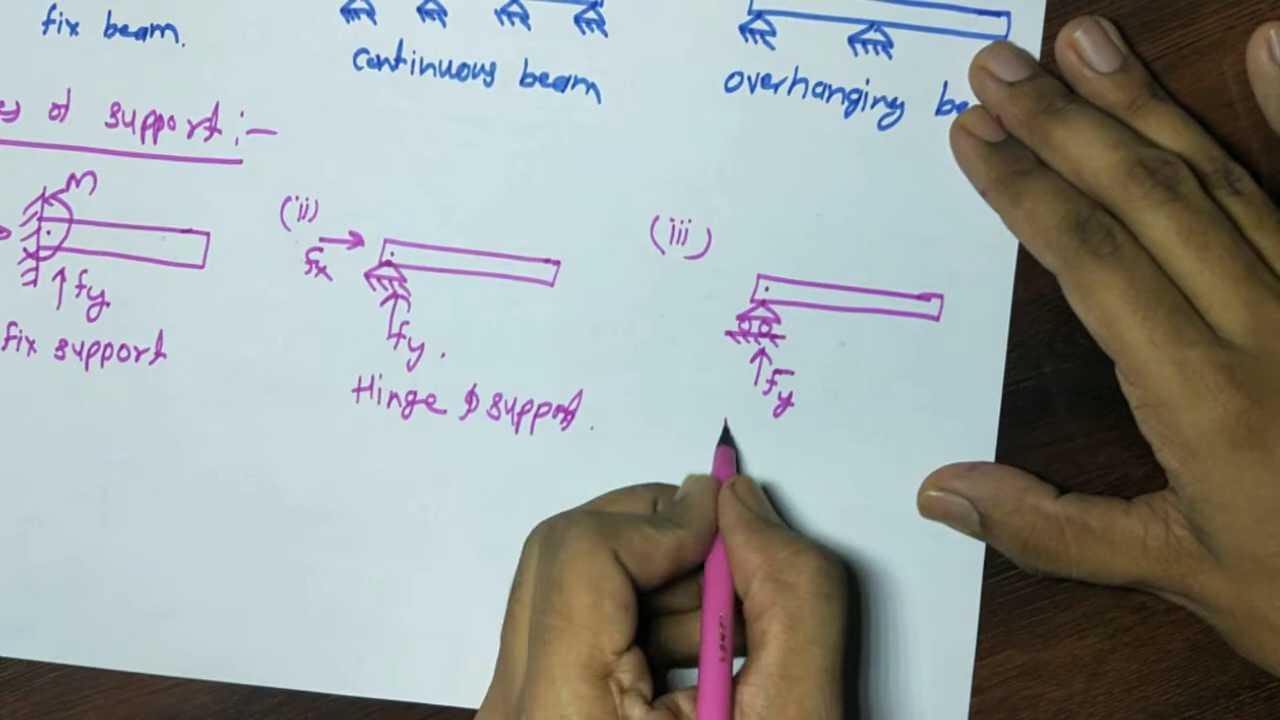 fix beam.
continuous beam
overhanging be
of support :-
M
fy
fix support
(ii)
fx
fy.
Hinge support.
(iii)
Fy